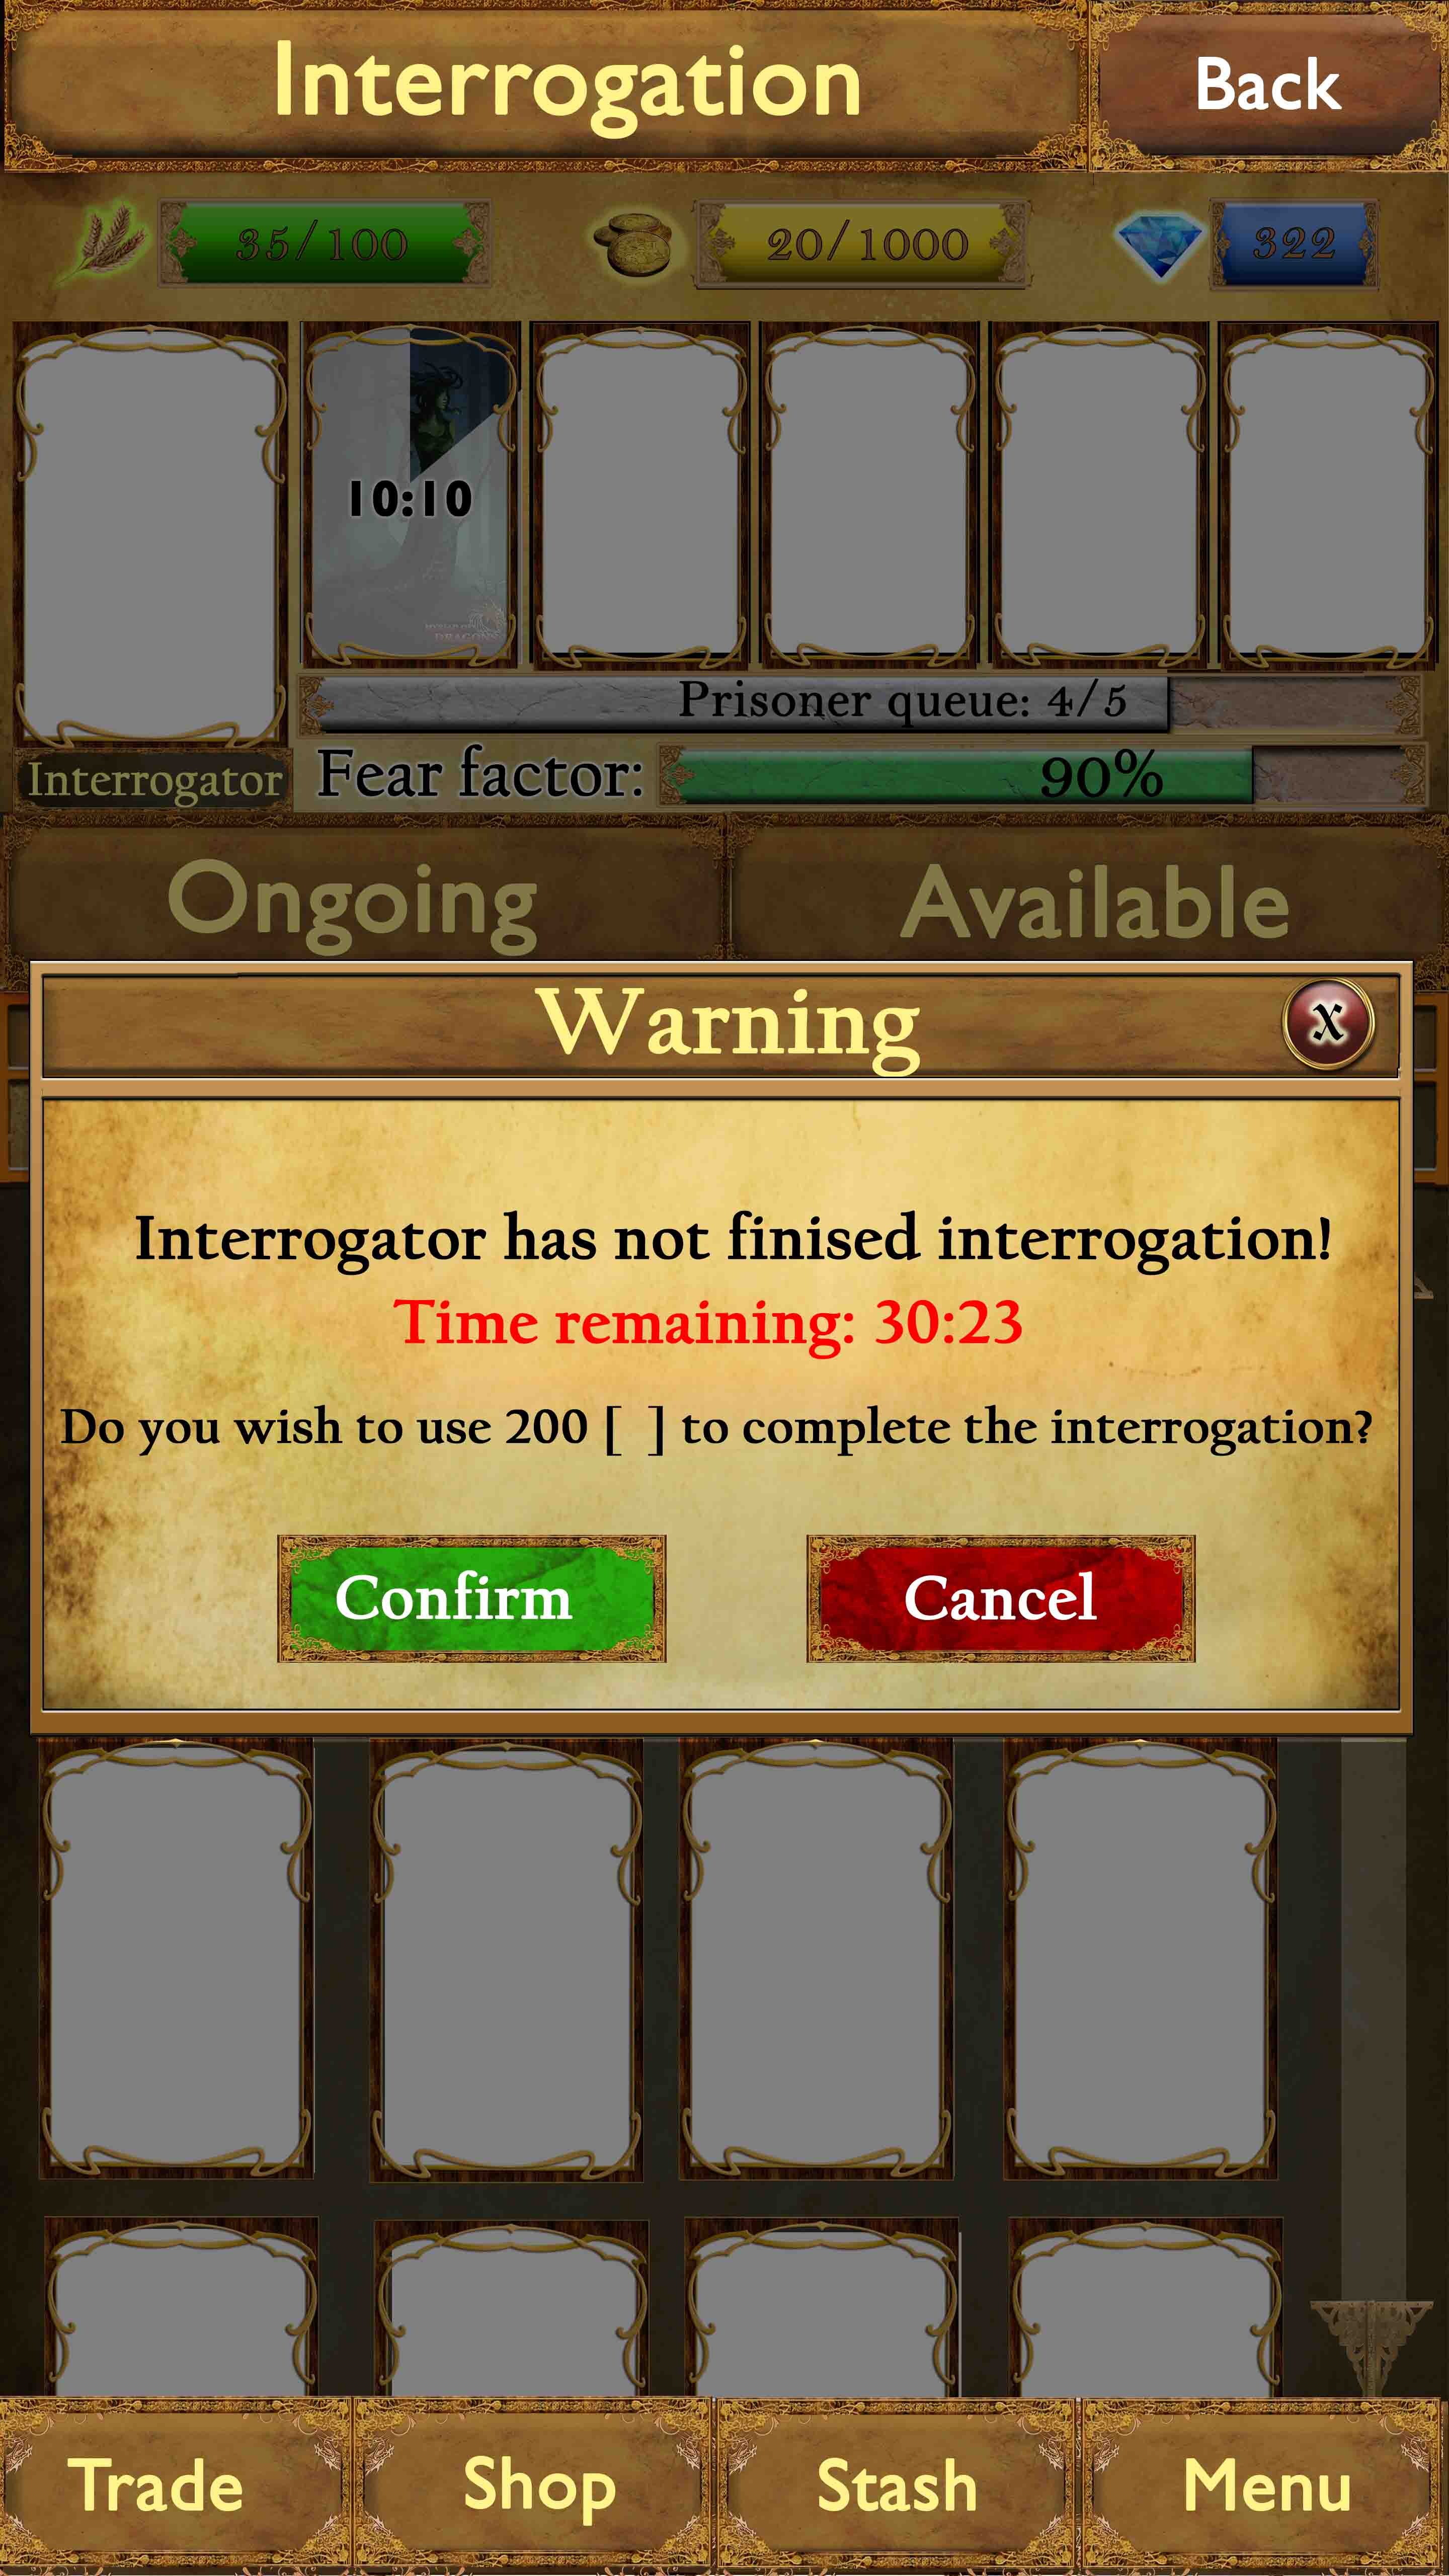 Interrogation
Back
35/100
20/1000
322
10:10
DRAGONS
Prisoner queue: 4/5
Interrogator
Fear factor:
90%
Ongoing
Available
Warning
X
Interrogator has not finised interrogation!
Time remaining: 30:23
Do you wish to use 200 [ ] to complete the interrogation?
Confirm
Cancel
Trade
Shop
Stash
Menu